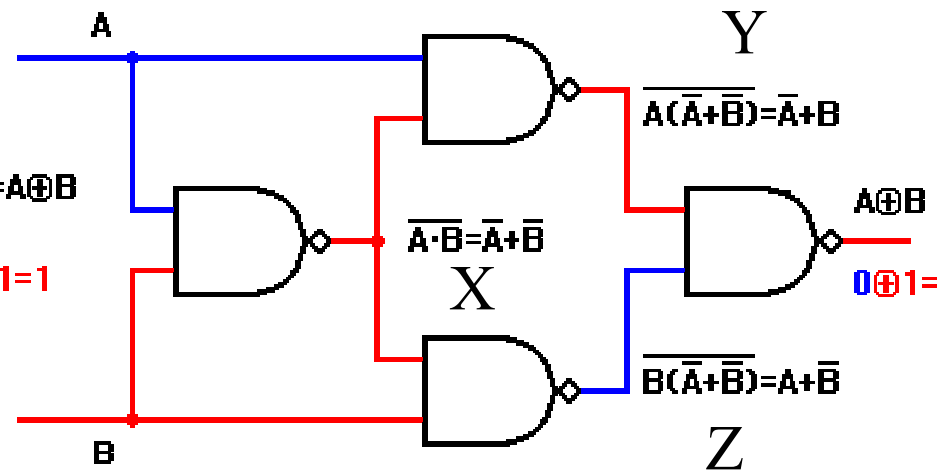 A
Y
A̅(̅A̅̅+̅B̅̅)̅=A̅+B
=A⊕B
A⊕B
A̅·̅B̅=A̅+B̅
1=1
X
0⊕1=
B̅(̅A̅̅+̅B̅̅)̅=A+B̅
B
Z